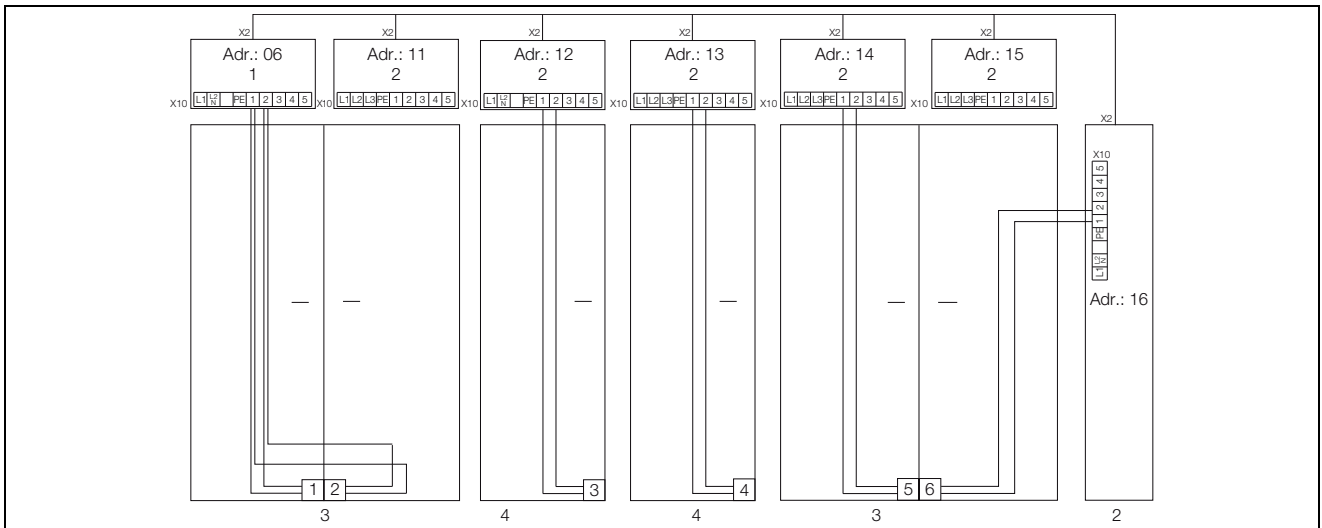 X2 X2 X2 X2 X2 X2
Adr.: 06 Adr.: 11 Adr.: 12 Adr.: 13 Adr.: 14 Adr.: 15
1 2 2 2 2 2
X10 L1 L2 N PE 1 2 3 4 5
X10 L1 L2 L3 PE 1 2 3 4 5
X10 L1 L2 N PE 1 2 3 4 5
X10 L1 L2 L3 PE 1 2 3 4 5
X10 L1 L2 L3 PE 1 2 3 4 5
X10 L1 L2 L3 PE 1 2 3 4 5
X2
X10
L1 L2 N PE 1 2 3 4 5
Adr.: 16
1 2 3 4 5 6
3 4 4 3 2